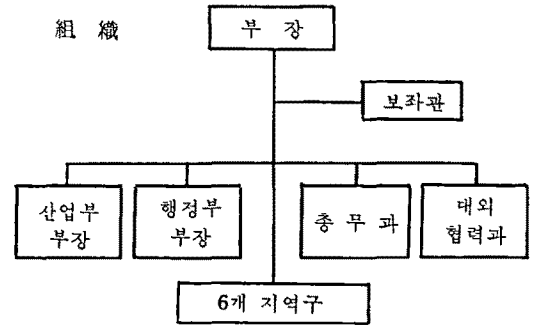 組 織
부 장
보좌관
산업부
부장
행정부
부장
총 무 과
대외
협력과
6개 지역구